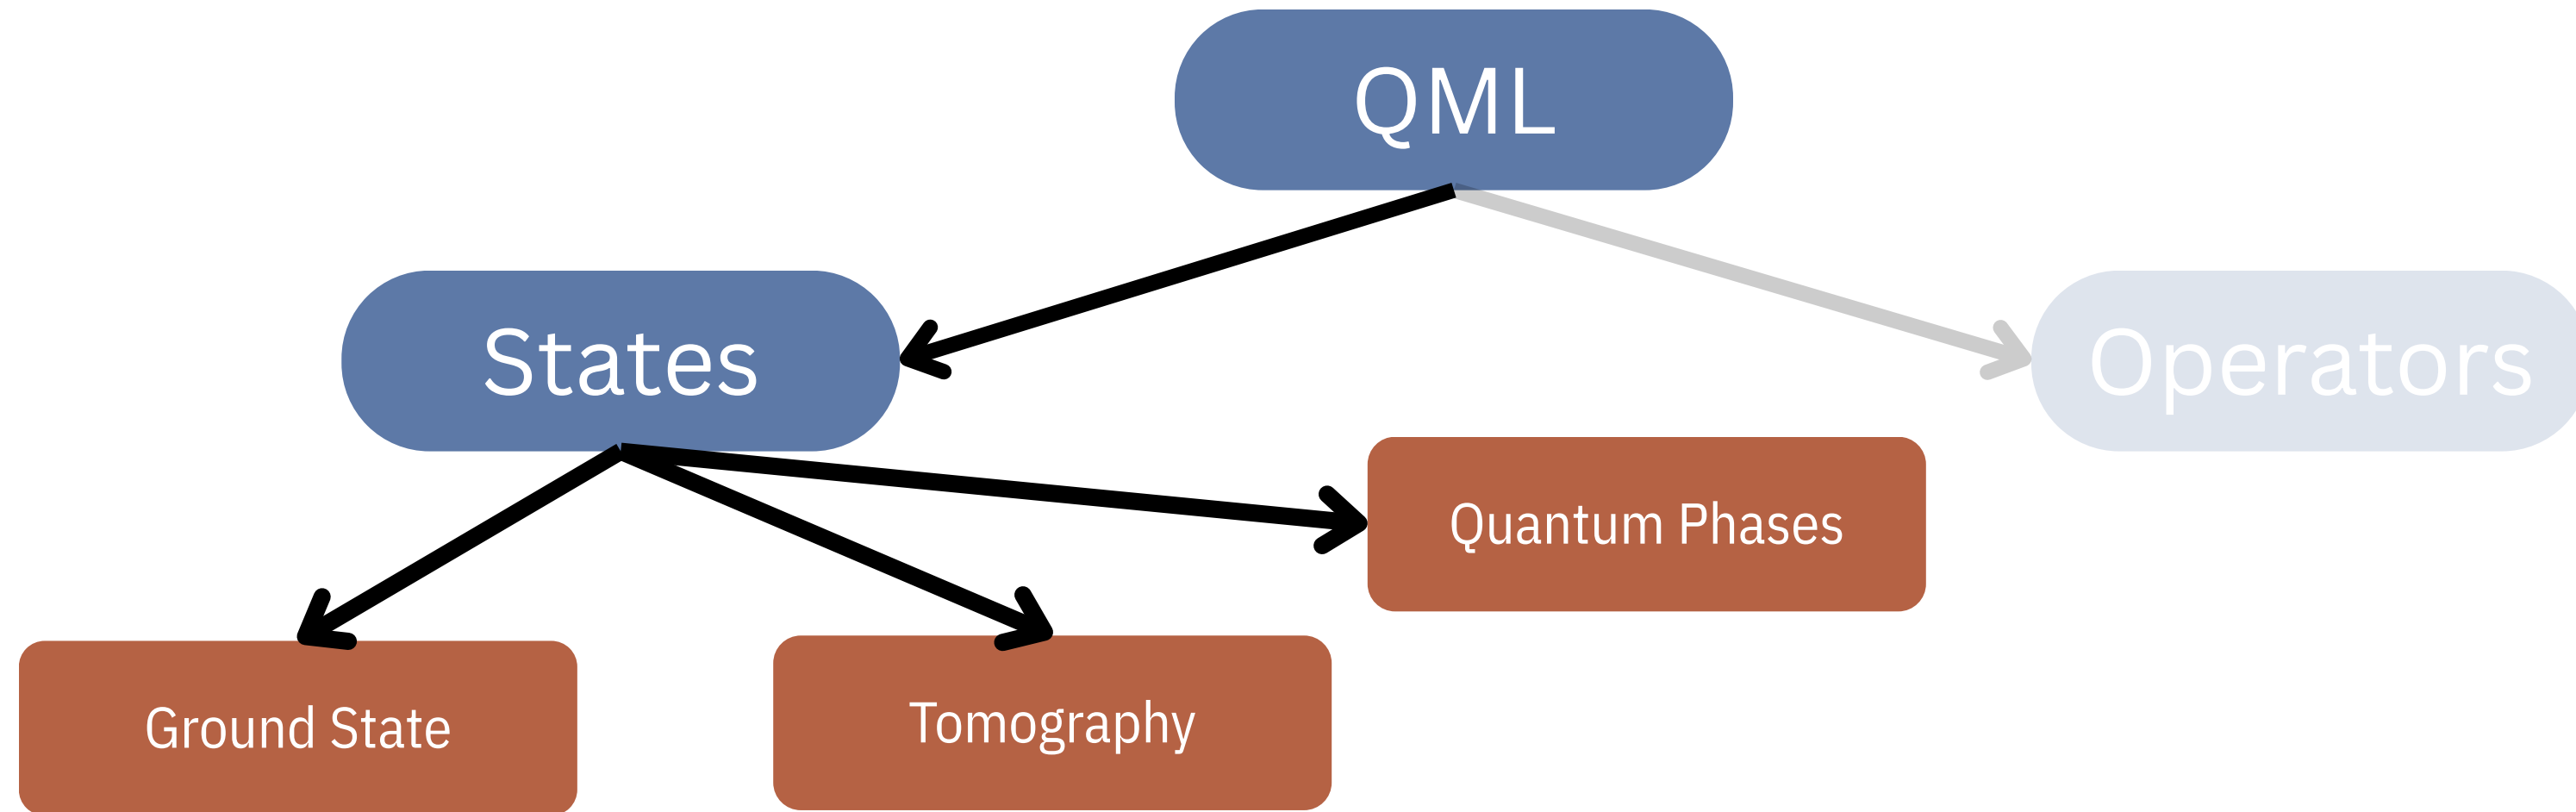 QML
States
Operators
Quantum Phases
Ground State
Tomography